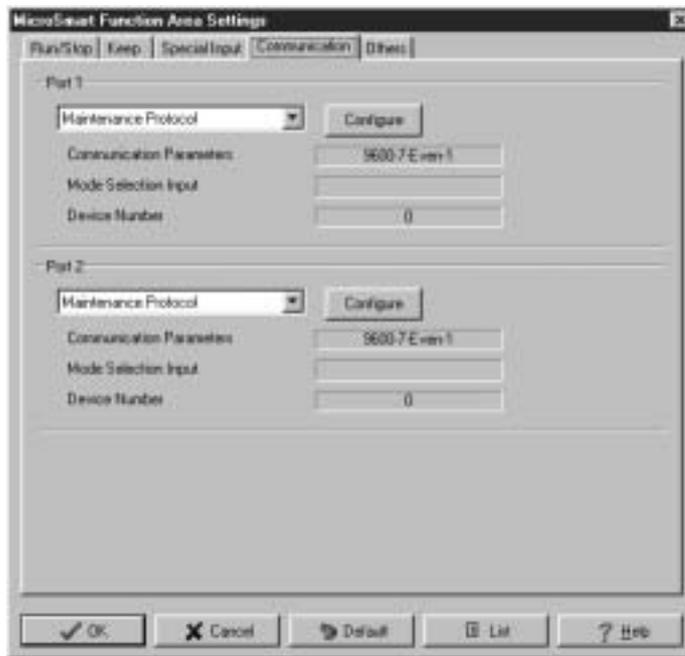 MicroSmart Function Area Settings
Run/Stop Keep Special Input Communication Others
Port 1
Maintenance Protocol Configure
Communication Parameters 9600-7-Even-1
Mode Selection Input
Device Number 0
Port 2
Maintenance Protocol Configure
Communication Parameters 9600-7-Even-1
Mode Selection Input
Device Number 0
OK Cancel Default List ? Help